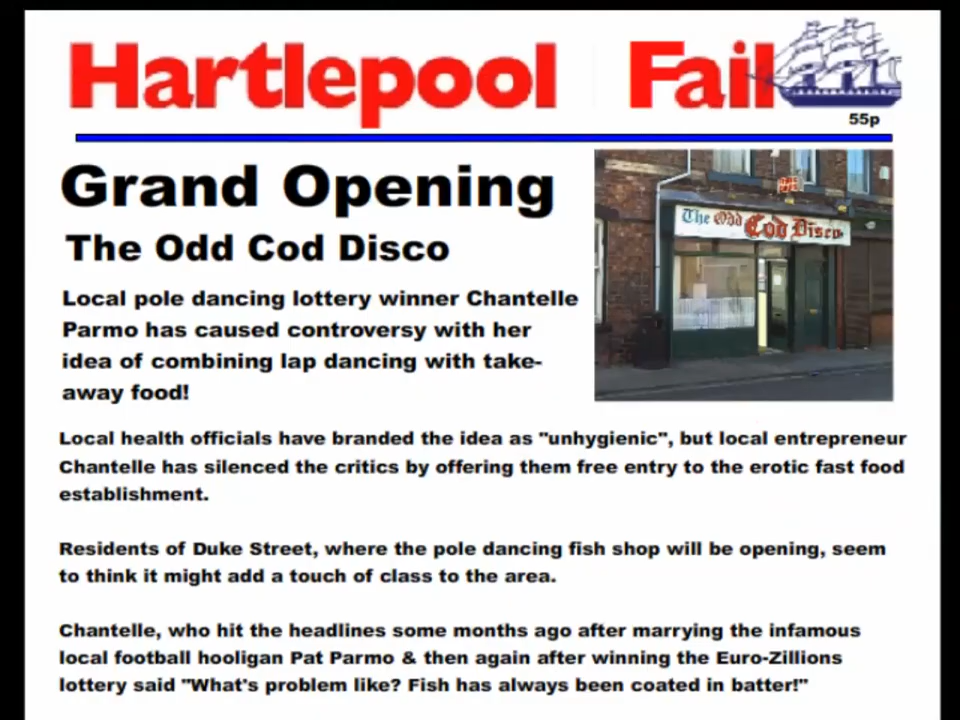 Hartlepool Fail
55p
Grand Opening
The Odd Cod Disco
The Odd Cod Disco
Local pole dancing lottery winner Chantelle
Parmo has caused controversy with her
idea of combining lap dancing with take-
away food!
Local health officials have branded the idea as "unhygienic", but local entrepreneur
Chantelle has silenced the critics by offering them free entry to the erotic fast food
establishment.
Residents of Duke Street, where the pole dancing fish shop will be opening, seem
to think it might add a touch of class to the area.
Chantelle, who hit the headlines some months ago after marrying the infamous
local football hooligan Pat Parmo & then again after winning the Euro-Zillions
lottery said "What's problem like? Fish has always been coated in batter!"